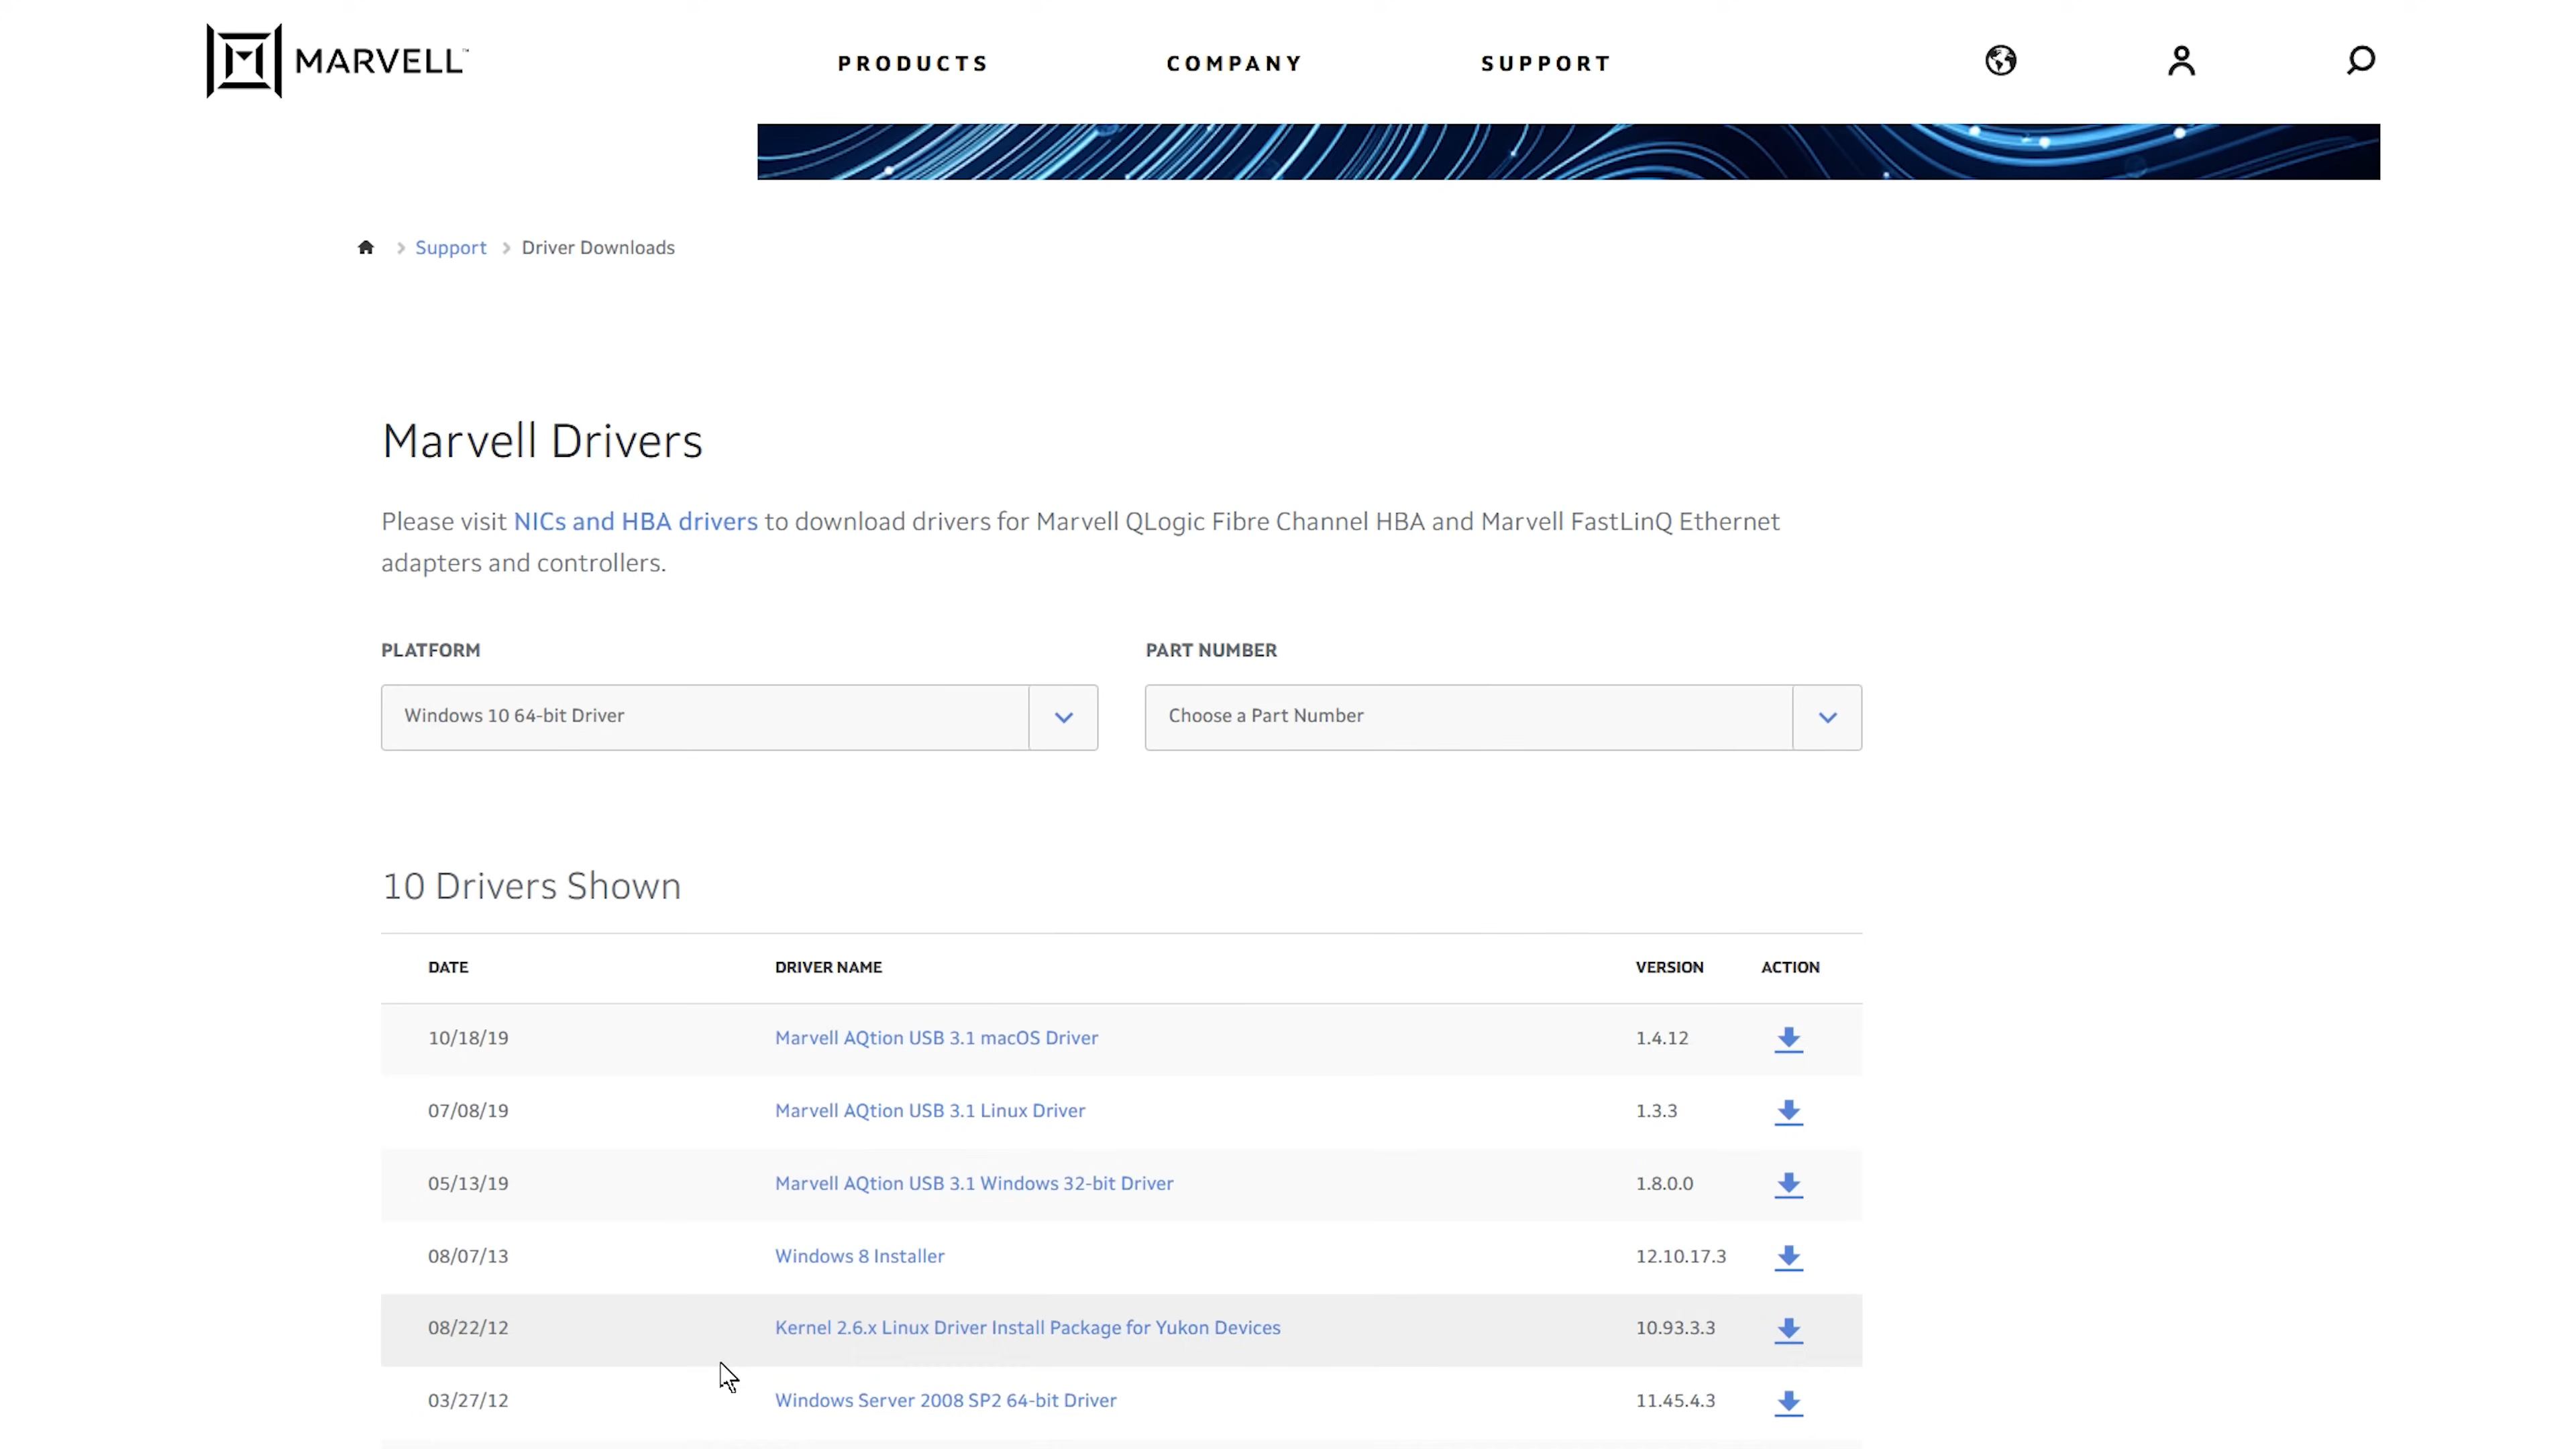 MARVELL™
PRODUCTS
COMPANY
SUPPORT
Support
Driver Downloads
Marvell Drivers
Please visit NICs and HBA drivers to download drivers for Marvell QLogic Fibre Channel HBA and Marvell FastLinQ Ethernet
adapters and controllers.
PLATFORM
PART NUMBER
Windows 10 64-bit Driver
Choose a Part Number
10 Drivers Shown
DATE DRIVER NAME VERSION ACTION
10/18/19 Marvell AQtion USB 3.1 macOS Driver 1.4.12
07/08/19 Marvell AQtion USB 3.1 Linux Driver 1.3.3
05/13/19 Marvell AQtion USB 3.1 Windows 32-bit Driver 1.8.0.0
08/07/13 Windows 8 Installer 12.10.17.3
08/22/12 Kernel 2.6.x Linux Driver Install Package for Yukon Devices 10.93.3.3
03/27/12 Windows Server 2008 SP2 64-bit Driver 11.45.4.3